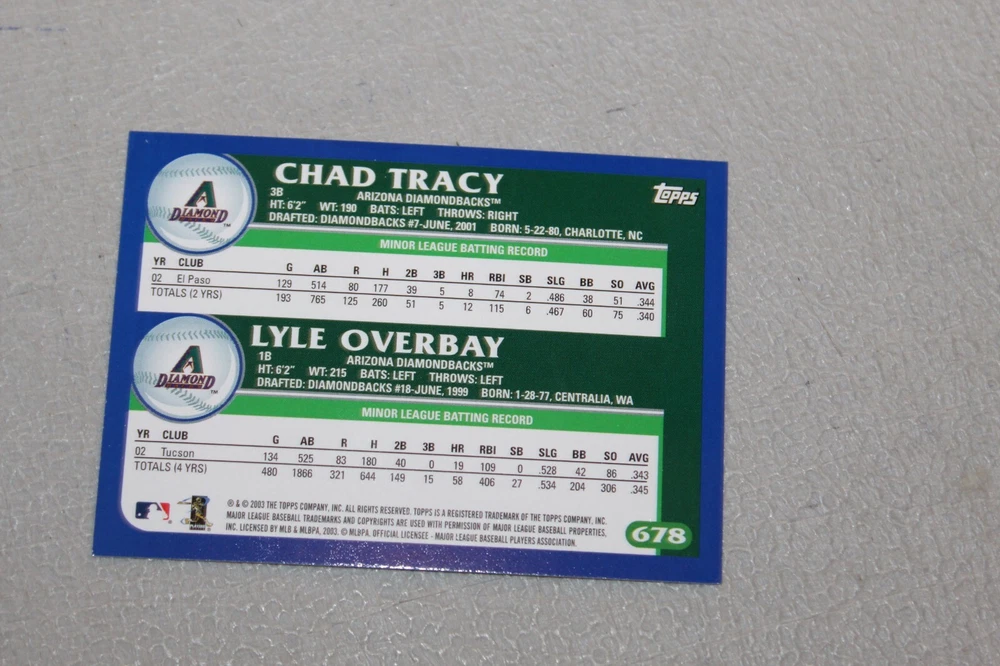 CHAD TRACY
Topps
3B ARIZONA DIAMONDBACKS™
HT: 6'2" WT: 190 BATS: LEFT THROWS: RIGHT
DRAFTED: DIAMONDBACKS #7-JUNE, 2001 BORN: 5-22-80, CHARLOTTE, NC
A
DIAMOND
BACKS
TM
MINOR LEAGUE BATTING RECORD
YR CLUB G AB R H 2B 3B HR RBI SB SLG BB SO AVG
02 El Paso 129 514 80 177 39 5 8 74 2 .486 38 51 .344
TOTALS (2 YRS) 193 765 125 260 51 5 12 115 6 .467 60 75 .340
LYLE OVERBAY
1B ARIZONA DIAMONDBACKS™
HT: 6'2" WT: 215 BATS: LEFT THROWS: LEFT
DRAFTED: DIAMONDBACKS #18-JUNE, 1999 BORN: 1-28-77, CENTRALIA, WA
A
DIAMOND
BACKS
TM
MINOR LEAGUE BATTING RECORD
YR CLUB G AB R H 2B 3B HR RBI SB SLG BB SO AVG
02 Tucson 134 525 83 180 40 0 19 109 0 .528 42 86 .343
TOTALS (4 YRS) 480 1866 321 644 149 15 58 406 27 .534 204 306 .345
® & © 2003 THE TOPPS COMPANY, INC. ALL RIGHTS RESERVED. TOPPS IS A REGISTERED TRADEMARK OF THE TOPPS COMPANY, INC.
MAJOR LEAGUE BASEBALL TRADEMARKS AND COPYRIGHTS ARE USED WITH PERMISSION OF MAJOR LEAGUE BASEBALL PROPERTIES,
INC. LICENSED BY MLB & MLBPA, 2003. © MLBPA. OFFICIAL LICENSEE - MAJOR LEAGUE BASEBALL PLAYERS ASSOCIATION.
678